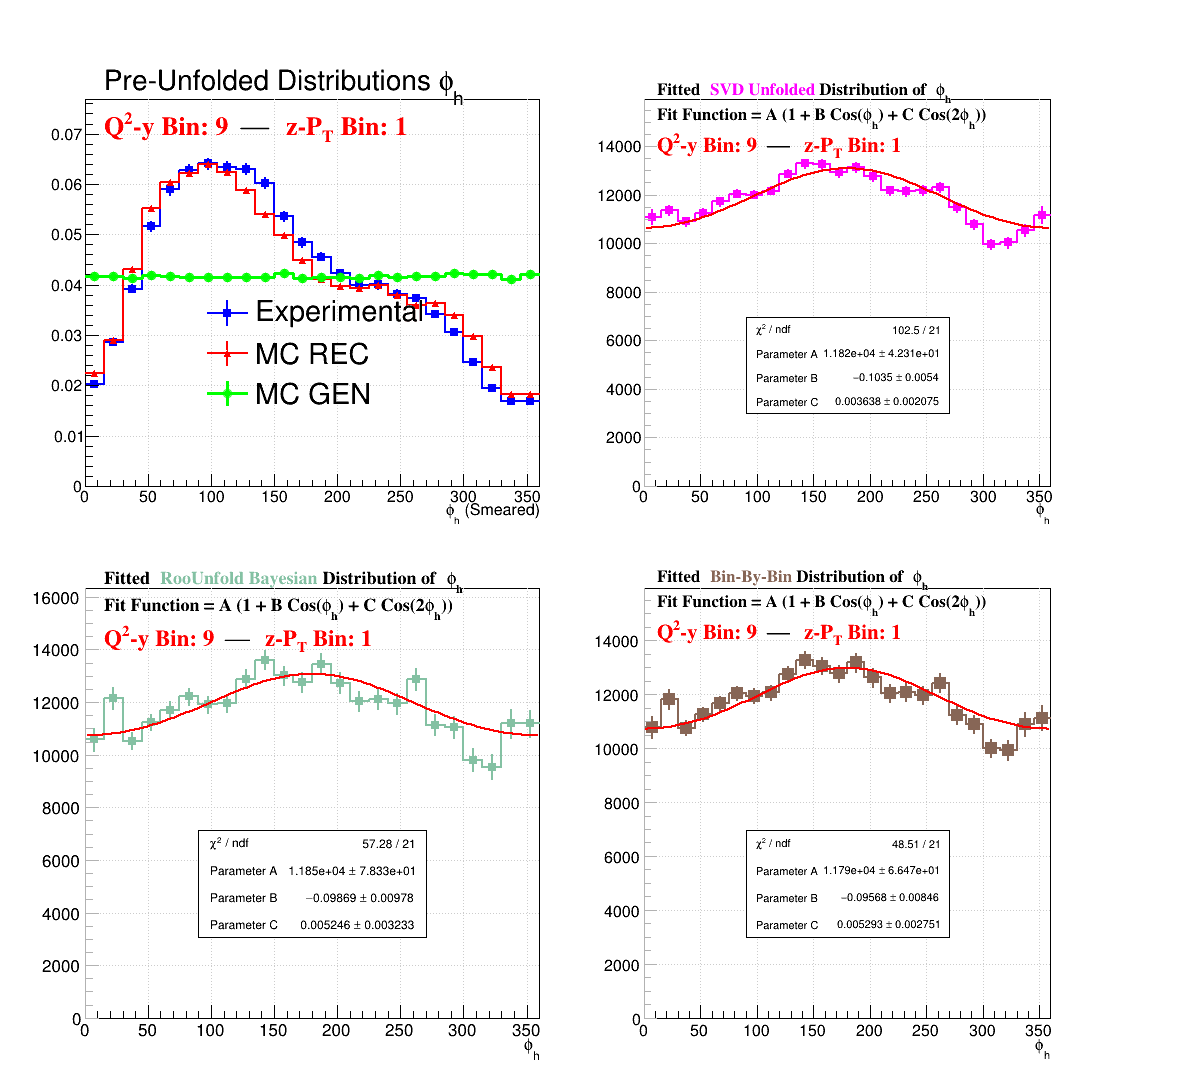 Pre-Unfolded Distributions ϕh
Q²-y Bin: 9 — z-PT Bin: 1
0.07
0.06
0.05
0.04
0.03
0.02
0.01
0
Experimental
MC REC
MC GEN
0 50 100 150 200 250 300 350
ϕh (Smeared)
Fitted SVD Unfolded Distribution of ϕh
Fit Function = A (1 + B Cos(ϕh) + C Cos(2ϕh))
Q²-y Bin: 9 — z-PT Bin: 1
14000
12000
10000
8000
6000
4000
2000
0
χ² / ndf 102.5 / 21
Parameter A 1.182e+04 ± 4.231e+01
Parameter B −0.1035 ± 0.0054
Parameter C 0.003638 ± 0.002075
0 50 100 150 200 250 300 350
ϕh
Fitted RooUnfold Bayesian Distribution of ϕh
Fit Function = A (1 + B Cos(ϕh) + C Cos(2ϕh))
Q²-y Bin: 9 — z-PT Bin: 1
16000
14000
12000
10000
8000
6000
4000
2000
0
χ² / ndf 57.28 / 21
Parameter A 1.185e+04 ± 7.833e+01
Parameter B −0.09869 ± 0.00978
Parameter C 0.005246 ± 0.003233
0 50 100 150 200 250 300 350
ϕh
Fitted Bin-By-Bin Distribution of ϕh
Fit Function = A (1 + B Cos(ϕh) + C Cos(2ϕh))
Q²-y Bin: 9 — z-PT Bin: 1
14000
12000
10000
8000
6000
4000
2000
0
χ² / ndf 48.51 / 21
Parameter A 1.179e+04 ± 6.647e+01
Parameter B −0.09568 ± 0.00846
Parameter C 0.005293 ± 0.002751
0 50 100 150 200 250 300 350
ϕh